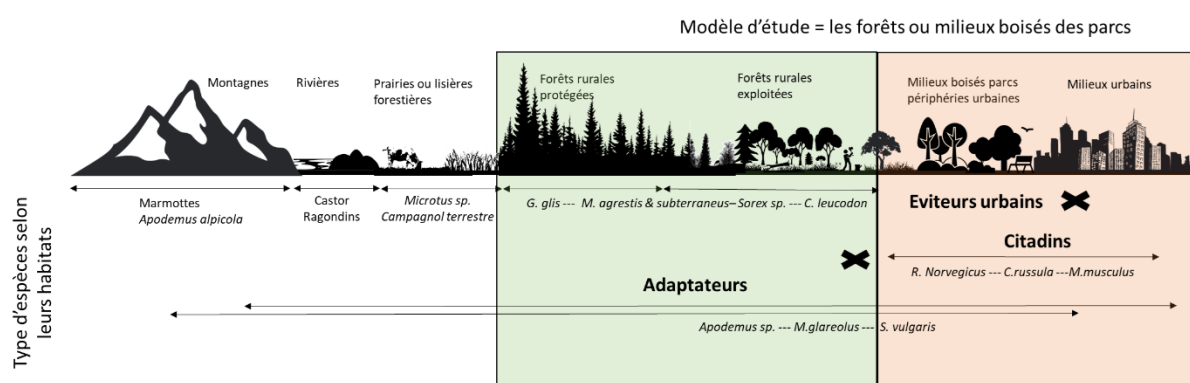 Modèle d'étude = les forêts ou milieux boisés des parcs
Montagnes
Rivières
Prairies ou lisières
forestières
Forêts rurales
protégées
Forêts rurales
exploitées
Milieux boisés parcs
périphéries urbaines
Milieux urbains
Type d'espèces selon
leurs habitats
Marmottes
Apodemus alpicola
Castor
Ragondins
Microtus sp.
Campagnol terrestre
G. glis --- M. agrestis & subterraneus– Sorex sp. --- C. leucodon
Eviteurs urbains
Citadins
R. Norvegicus --- C.russula ---M.musculus
Adaptateurs
Apodemus sp. --- M.glareolus --- S. vulgaris